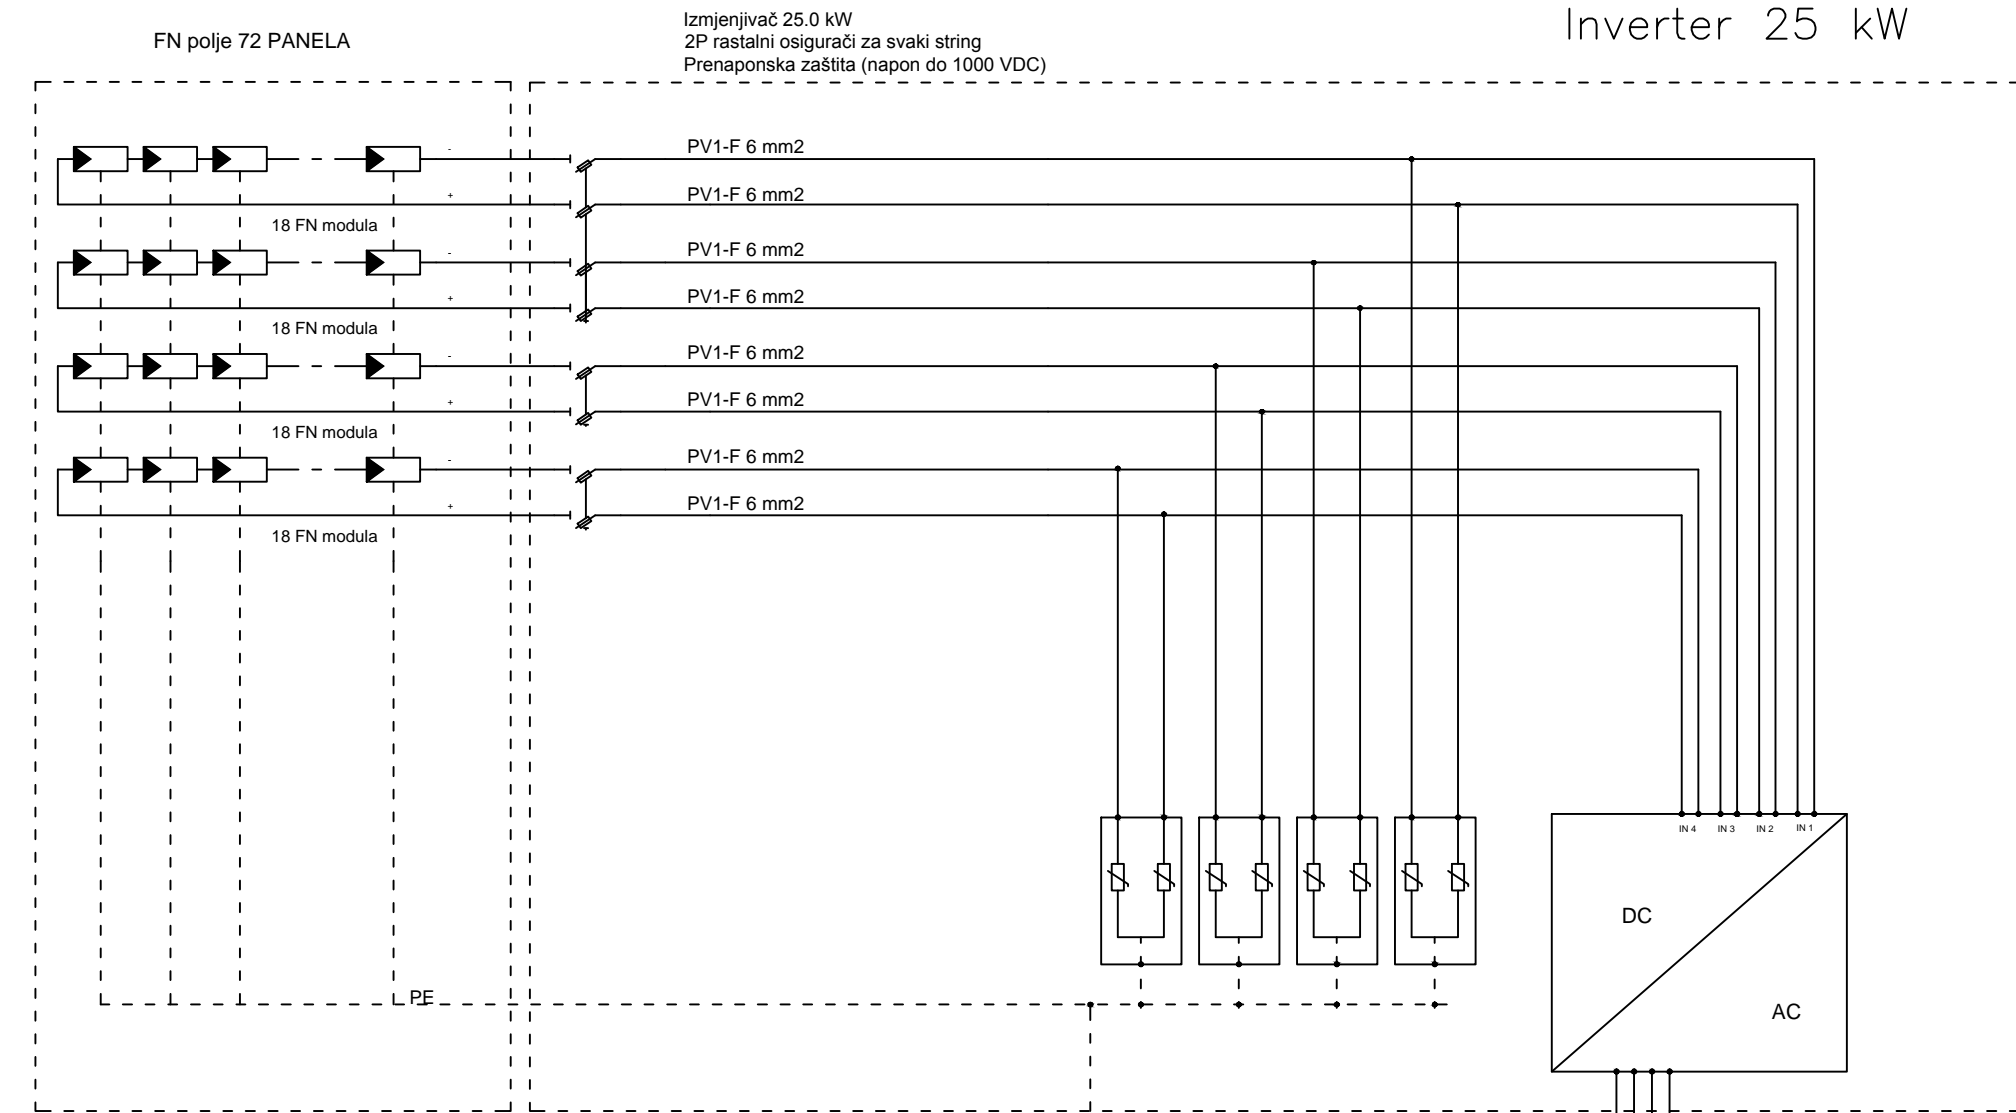 FN polje 72 PANELA
Izmjenjivač 25.0 kW
2P rastalni osigurači za svaki string
Prenaponska zaštita (napon do 1000 VDC)
Inverter 25 kW
-
PV1-F 6 mm2
+
PV1-F 6 mm2
18 FN modula
-
PV1-F 6 mm2
+
PV1-F 6 mm2
18 FN modula
-
PV1-F 6 mm2
+
PV1-F 6 mm2
18 FN modula
-
PV1-F 6 mm2
+
PV1-F 6 mm2
18 FN modula
IN 4
IN 3
IN 2
IN 1
DC
AC
PE